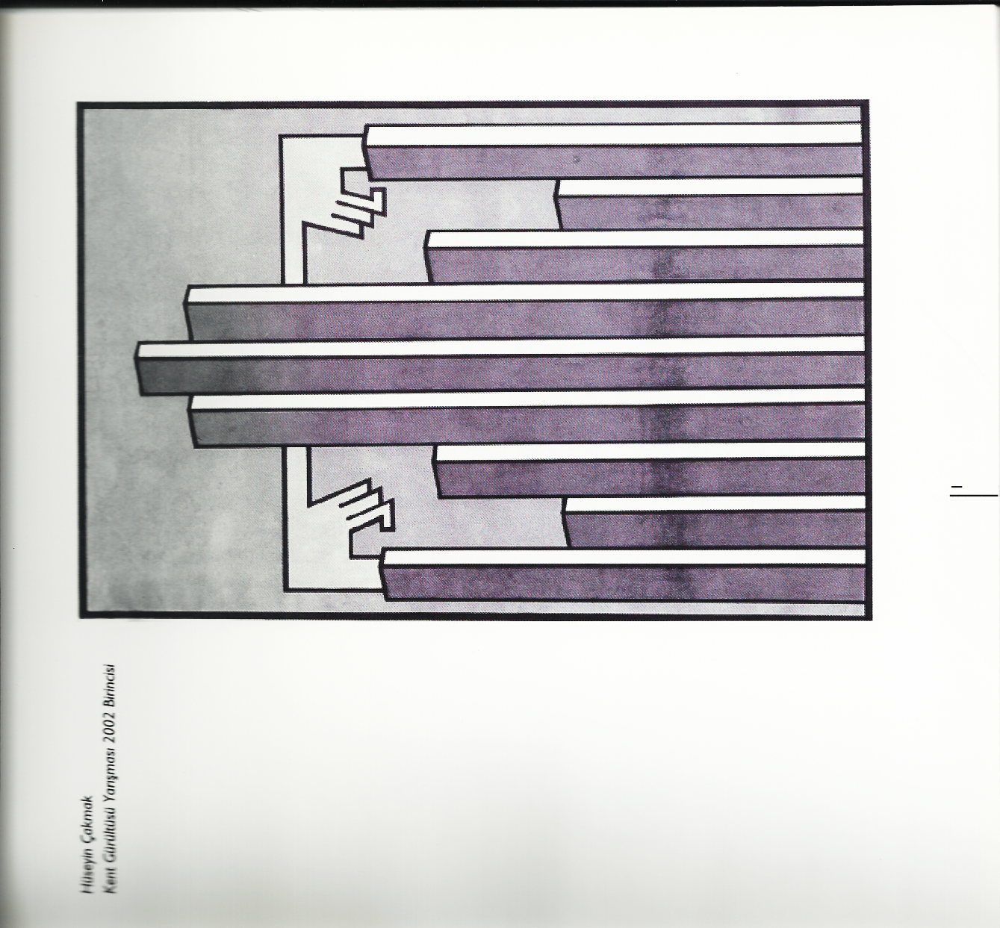 Hüseyin Çakmak
Kent Gürültüsü Yarışması 2002 Birincisi